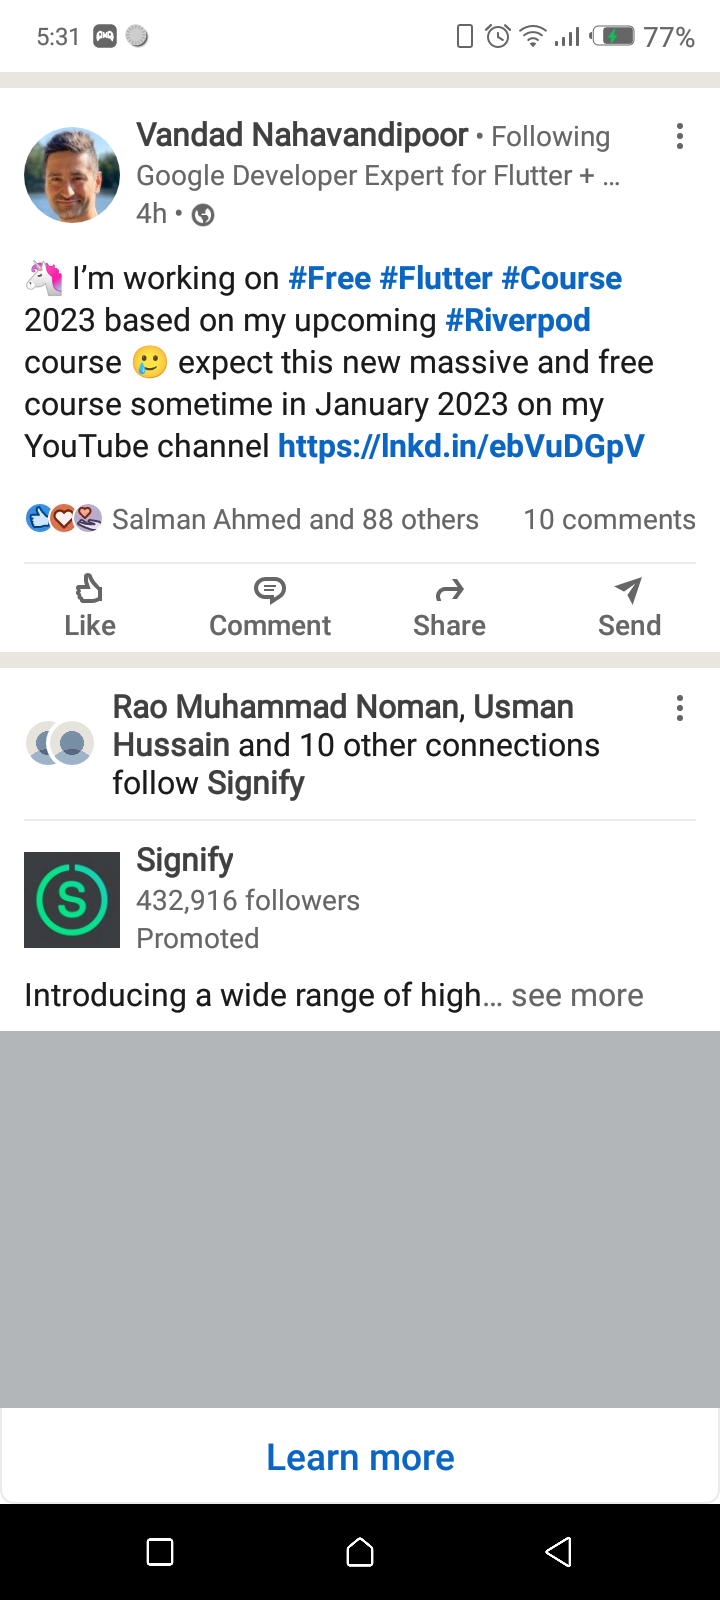 5:31 77%
Vandad Nahavandipoor • Following
Google Developer Expert for Flutter + ...
4h •
🦄 I’m working on #Free #Flutter #Course
2023 based on my upcoming #Riverpod
course 🥲 expect this new massive and free
course sometime in January 2023 on my
YouTube channel https://lnkd.in/ebVuDGpV
Salman Ahmed and 88 others 10 comments
Like Comment Share Send
Rao Muhammad Noman, Usman
Hussain and 10 other connections
follow Signify
S
Signify
432,916 followers
Promoted
Introducing a wide range of high... see more
Learn more